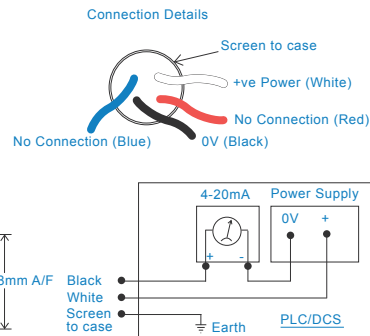 Connection Details
Screen to case
+ve Power (White)
No Connection (Red)
No Connection (Blue)
0V (Black)
4-20mA
Power Supply
0V +
+ -
mm A/F
Black
White
Screen
to case
Earth
PLC/DCS